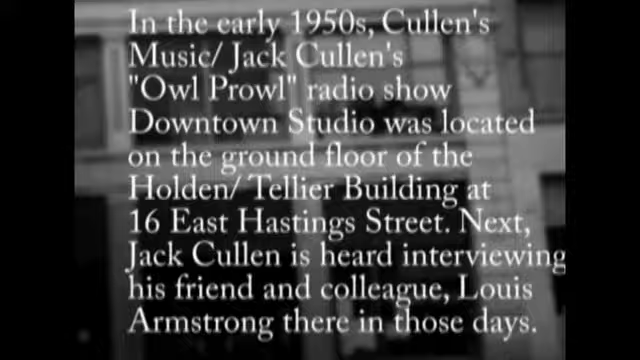 In the early 1950s, Cullen's
Music/ Jack Cullen's
"Owl Prowl" radio show
Downtown Studio was located
on the ground floor of the
Holden/ Tellier Building at
16 East Hastings Street. Next,
Jack Cullen is heard interviewing
his friend and colleague, Louis
Armstrong there in those days.